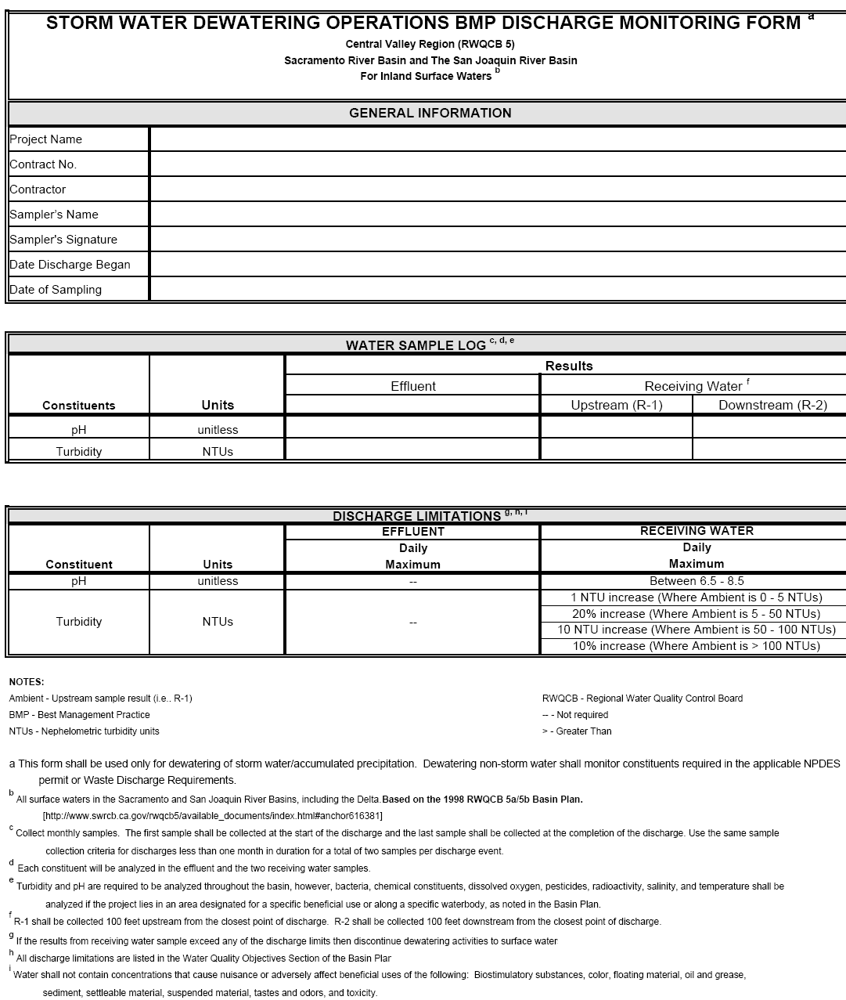 STORM WATER DEWATERING OPERATIONS BMP DISCHARGE MONITORING FORM a
Central Valley Region (RWQCB 5)
Sacramento River Basin and The San Joaquin River Basin
For Inland Surface Waters b
GENERAL INFORMATION
Project Name
Contract No.
Contractor
Sampler's Name
Sampler's Signature
Date Discharge Began
Date of Sampling
WATER SAMPLE LOG c, d, e
Results
Effluent Receiving Water f
Constituents Units Upstream (R-1) Downstream (R-2)
pH unitless
Turbidity NTUs
DISCHARGE LIMITATIONS g, h, i
EFFLUENT RECEIVING WATER
Daily Daily
Constituent Units Maximum Maximum
pH unitless -- Between 6.5 - 8.5
1 NTU increase (Where Ambient is 0 - 5 NTUs)
20% increase (Where Ambient is 5 - 50 NTUs)
Turbidity NTUs --
10 NTU increase (Where Ambient is 50 - 100 NTUs)
10% increase (Where Ambient is > 100 NTUs)
NOTES:
Ambient - Upstream sample result (i.e.. R-1) RWQCB - Regional Water Quality Control Board
BMP - Best Management Practice -- - Not required
NTUs - Nephelometric turbidity units > - Greater Than
a This form shall be used only for dewatering of storm water/accumulated precipitation. Dewatering non-storm water shall monitor constituents required in the applicable NPDES
permit or Waste Discharge Requirements.
b All surface waters in the Sacramento and San Joaquin River Basins, including the Delta.Based on the 1998 RWQCB 5a/5b Basin Plan.
[http://www.swrcb.ca.gov/rwqcb5/available_documents/index.html#anchor616381]
c Collect monthly samples. The first sample shall be collected at the start of the discharge and the last sample shall be collected at the completion of the discharge. Use the same sample
collection criteria for discharges less than one month in duration for a total of two samples per discharge event.
d Each constituent will be analyzed in the effluent and the two receiving water samples.
e Turbidity and pH are required to be analyzed throughout the basin, however, bacteria, chemical constituents, dissolved oxygen, pesticides, radioactivity, salinity, and temperature shall be
analyzed if the project lies in an area designated for a specific beneficial use or along a specific waterbody, as noted in the Basin Plan.
f R-1 shall be collected 100 feet upstream from the closest point of discharge. R-2 shall be collected 100 feet downstream from the closest point of discharge.
g If the results from receiving water sample exceed any of the discharge limits then discontinue dewatering activities to surface water
h All discharge limitations are listed in the Water Quality Objectives Section of the Basin Plan
i Water shall not contain concentrations that cause nuisance or adversely affect beneficial uses of the following: Biostimulatory substances, color, floating material, oil and grease,
sediment, settleable material, suspended material, tastes and odors, and toxicity.